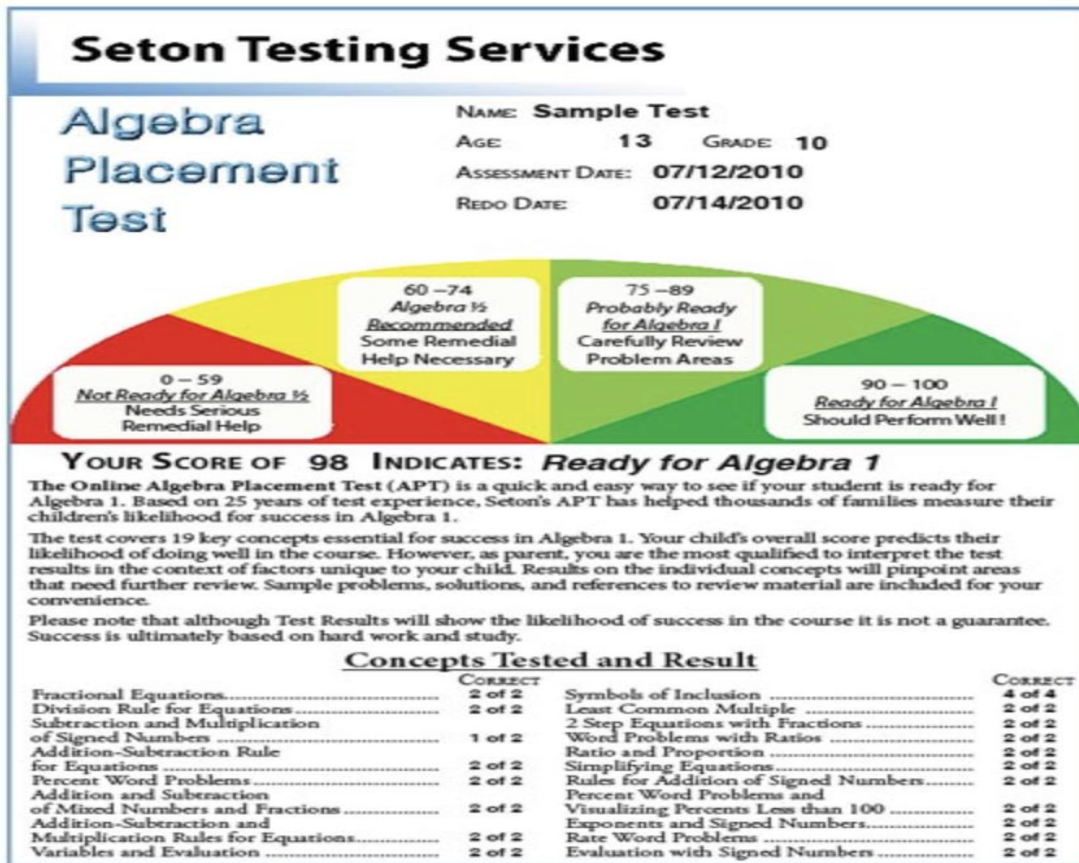 Seton Testing Services
Algebra
Placement
Test
NAME: Sample Test
AGE: 13 GRADE: 10
ASSESSMENT DATE: 07/12/2010
REDO DATE: 07/14/2010
0 – 59
Not Ready for Algebra ½
Needs Serious
Remedial Help
60 –74
Algebra ½
Recommended
Some Remedial
Help Necessary
75 –89
Probably Ready
for Algebra I
Carefully Review
Problem Areas
90 – 100
Ready for Algebra I
Should Perform Well !
YOUR SCORE OF 98 INDICATES: Ready for Algebra 1
The Online Algebra Placement Test (APT) is a quick and easy way to see if your student is ready for
Algebra 1. Based on 25 years of test experience, Seton's APT has helped thousands of families measure their
children's likelihood for success in Algebra 1.
The test covers 19 key concepts essential for success in Algebra 1. Your child's overall score predicts their
likelihood of doing well in the course. However, as parent, you are the most qualified to interpret the test
results in the context of factors unique to your child. Results on the individual concepts will pinpoint areas
that need further review. Sample problems, solutions, and references to review material are included for your
convenience.
Please note that although Test Results will show the likelihood of success in the course it is not a guarantee.
Success is ultimately based on hard work and study.
Concepts Tested and Result
CORRECT
Fractional Equations 2 of 2
Division Rule for Equations 2 of 2
Subtraction and Multiplication
of Signed Numbers 1 of 2
Addition-Subtraction Rule
for Equations 2 of 2
Percent Word Problems 2 of 2
Addition and Subtraction
of Mixed Numbers and Fractions 2 of 2
Addition-Subtraction and
Multiplication Rules for Equations 2 of 2
Variables and Evaluation 2 of 2
CORRECT
Symbols of Inclusion 4 of 4
Least Common Multiple 2 of 2
2 Step Equations with Fractions 2 of 2
Word Problems with Ratios 2 of 2
Ratio and Proportion 2 of 2
Simplifying Equations 2 of 2
Rules for Addition of Signed Numbers 2 of 2
Percent Word Problems and
Visualizing Percents Less than 100 2 of 2
Exponents and Signed Numbers 2 of 2
Rate Word Problems 2 of 2
Evaluation with Signed Numbers 2 of 2